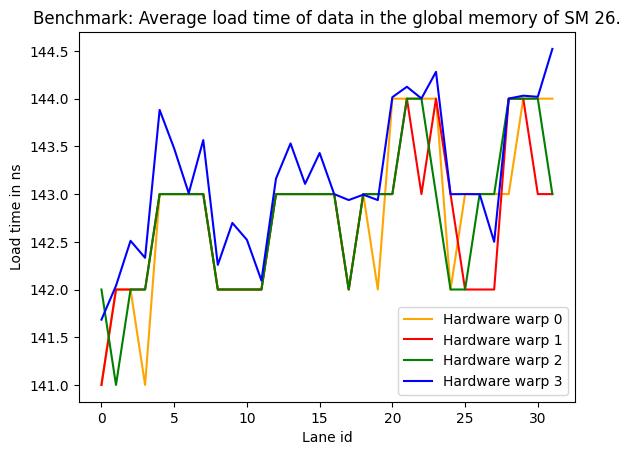 Benchmark: Average load time of data in the global memory of SM 26.
Load time in ns
144.5
144.0
143.5
143.0
142.5
142.0
141.5
141.0
Hardware warp 0
Hardware warp 1
Hardware warp 2
Hardware warp 3
0 5 10 15 20 25 30
Lane id